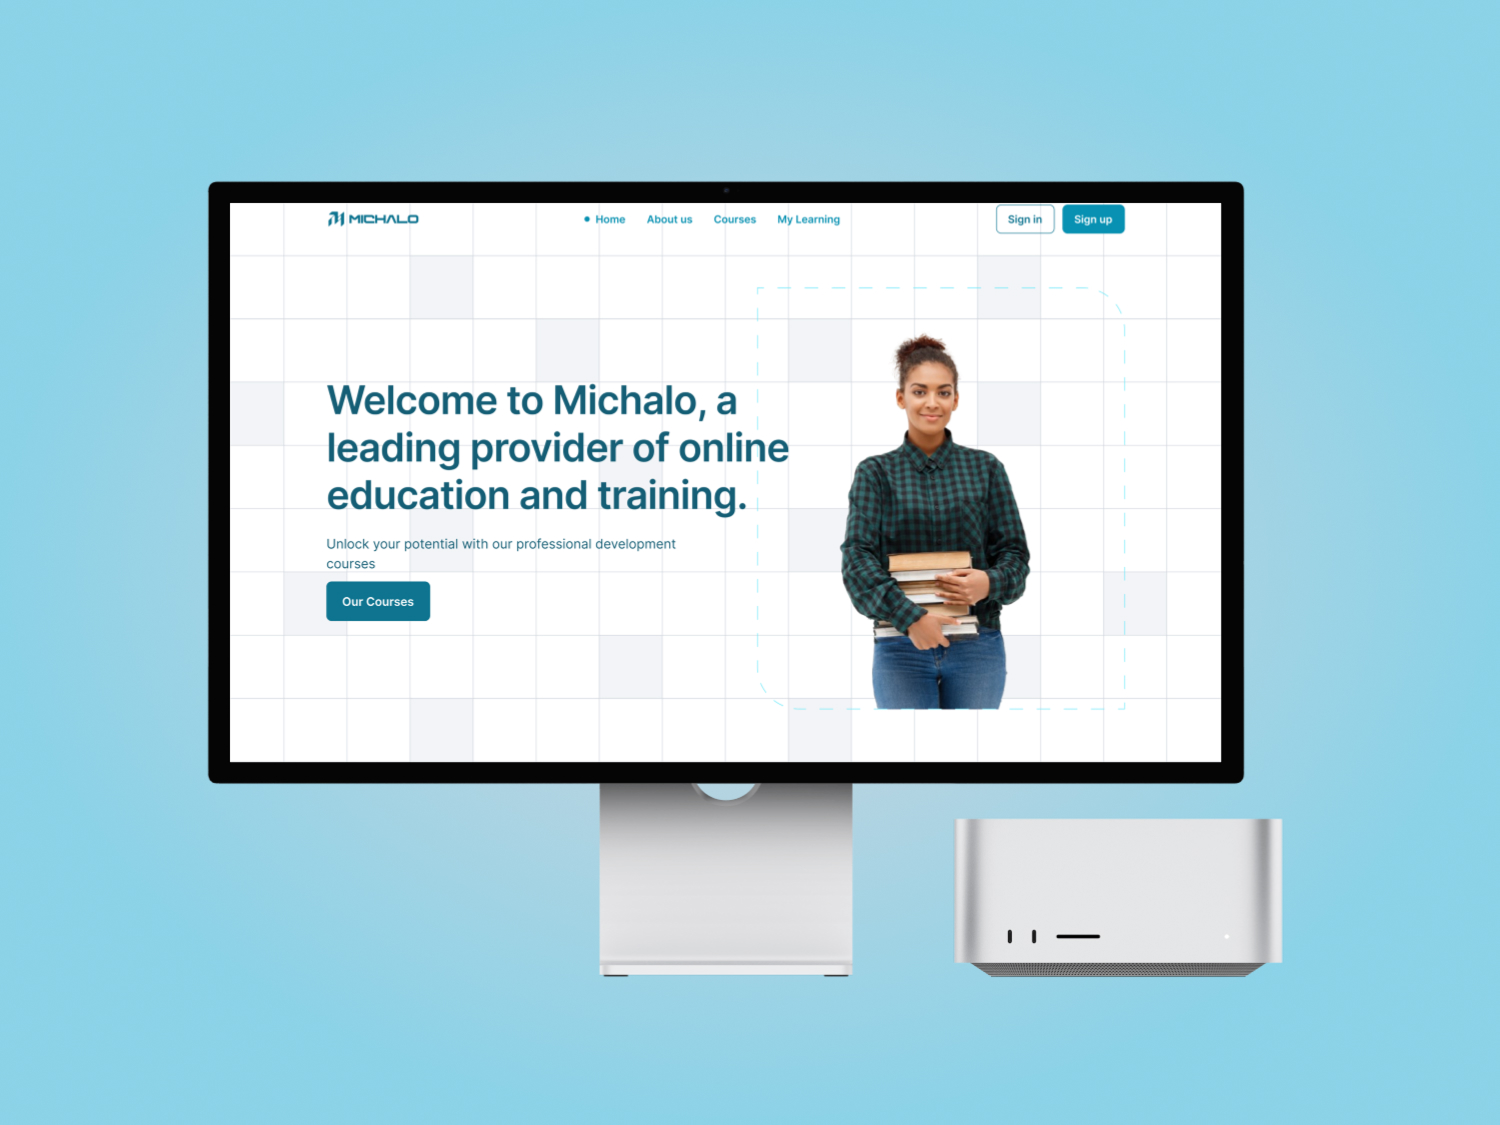 MICHALO
Home About us Courses My Learning
Sign in Sign up
Welcome to Michalo, a
leading provider of online
education and training.
Unlock your potential with our professional development
courses
Our Courses